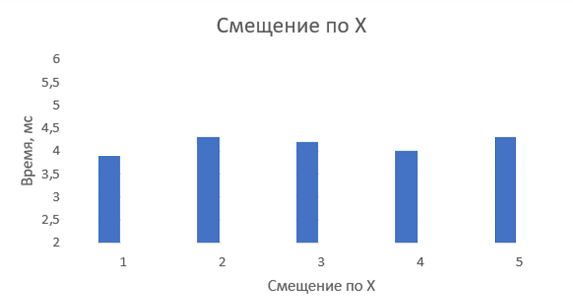 Смещение по X
6
5,5
5
4,5
4
3,5
3
2,5
2
Время, мс
1 2 3 4 5
Смещение по X